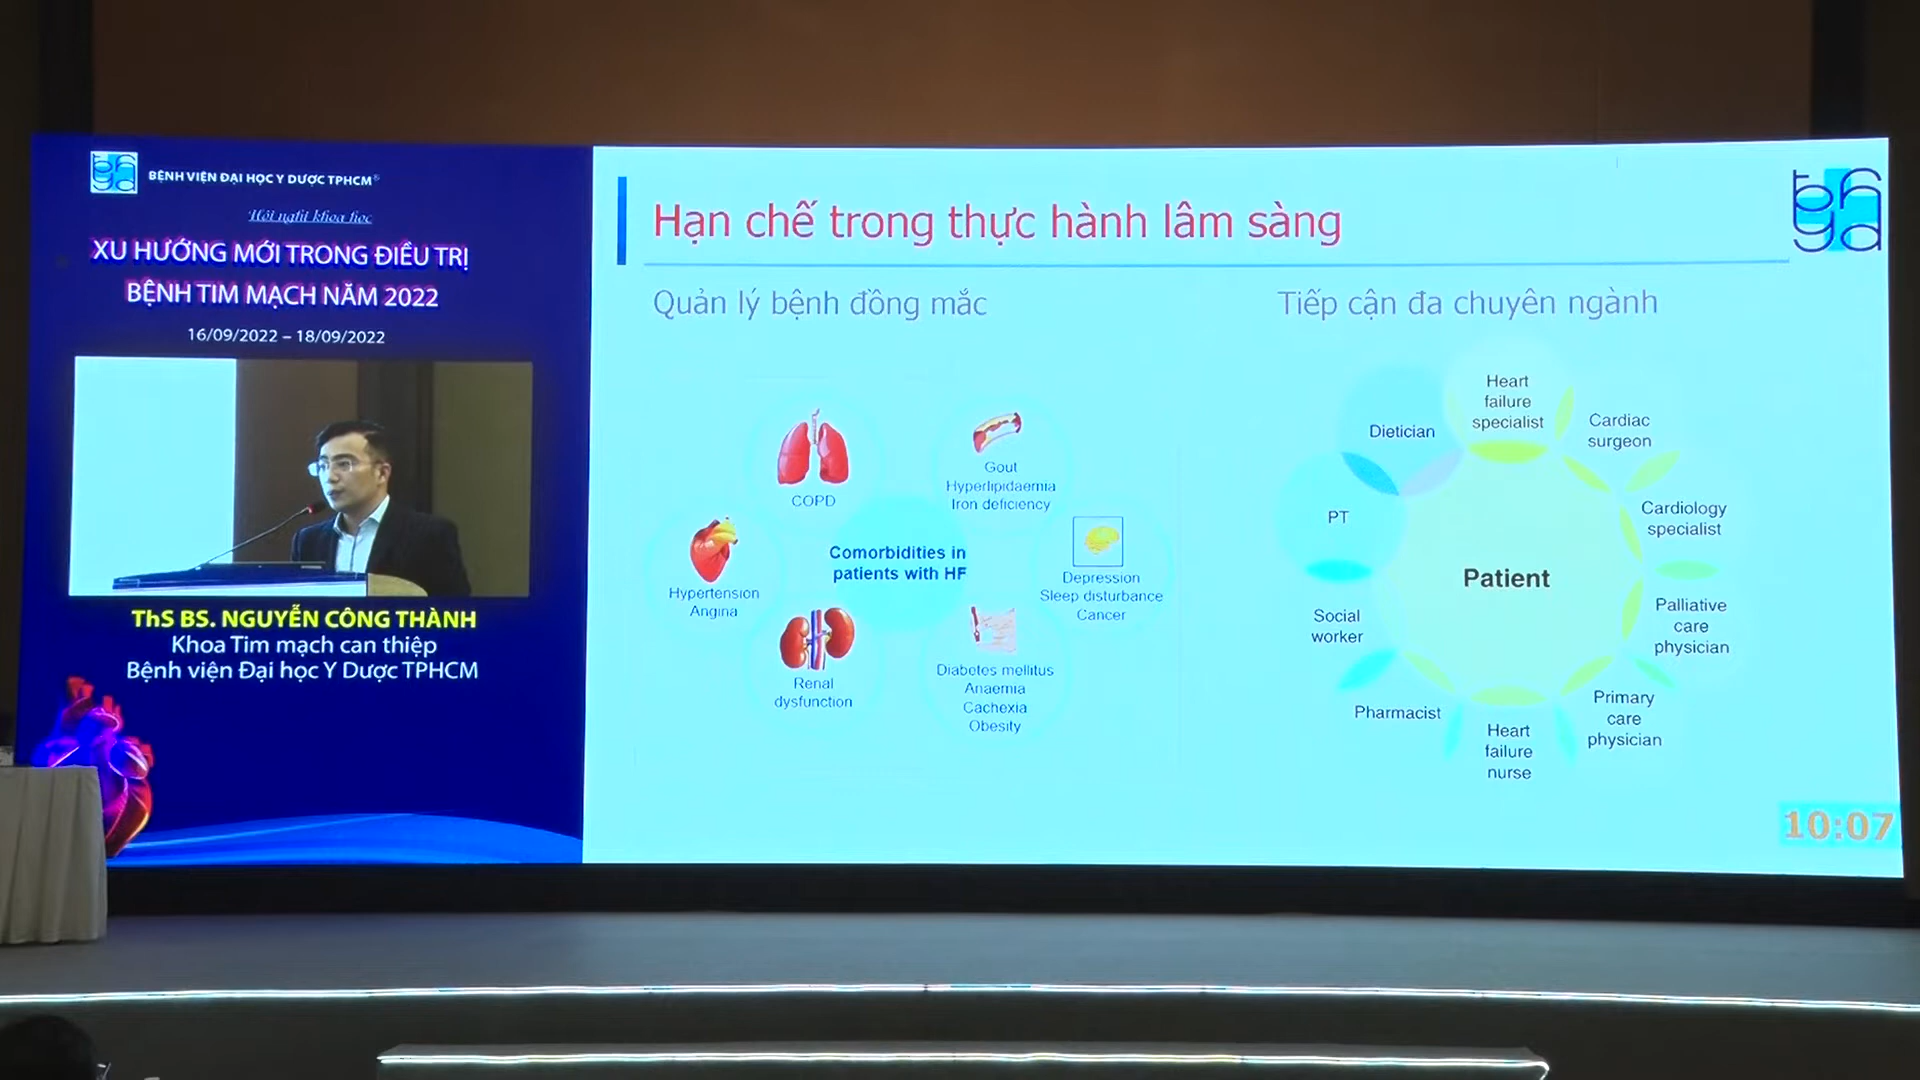 BỆNH VIỆN ĐẠI HỌC Y DƯỢC TPHCM®
Hội nghị khoa học
XU HƯỚNG MỚI TRONG ĐIỀU TRỊ
BỆNH TIM MẠCH NĂM 2022
16/09/2022 – 18/09/2022
ThS BS. NGUYỄN CÔNG THÀNH
Khoa Tim mạch can thiệp
Bệnh viện Đại học Y Dược TPHCM
Hạn chế trong thực hành lâm sàng
Quản lý bệnh đồng mắc
COPD
Gout
Hyperlipidaemia
Iron deficiency
Hypertension
Angina
Comorbidities in
patients with HF
Depression
Sleep disturbance
Cancer
Renal
dysfunction
Diabetes mellitus
Anaemia
Cachexia
Obesity
Tiếp cận đa chuyên ngành
Heart
failure
specialist
Dietician
Cardiac
surgeon
PT
Cardiology
specialist
Patient
Social
worker
Palliative
care
physician
Pharmacist
Primary
care
physician
Heart
failure
nurse
10:07